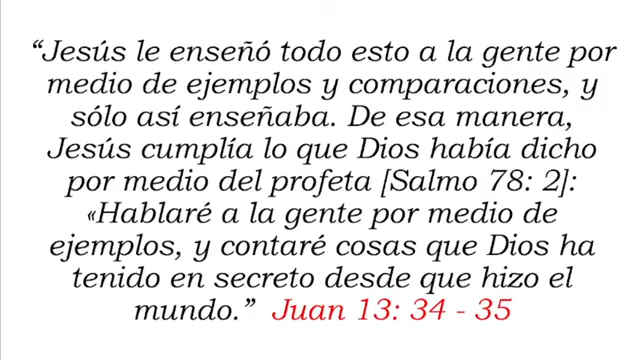 “Jesús le enseñó todo esto a la gente por
medio de ejemplos y comparaciones, y
sólo así enseñaba. De esa manera,
Jesús cumplía lo que Dios había dicho
por medio del profeta [Salmo 78: 2]:
«Hablaré a la gente por medio de
ejemplos, y contaré cosas que Dios ha
tenido en secreto desde que hizo el
mundo.” Juan 13: 34 - 35